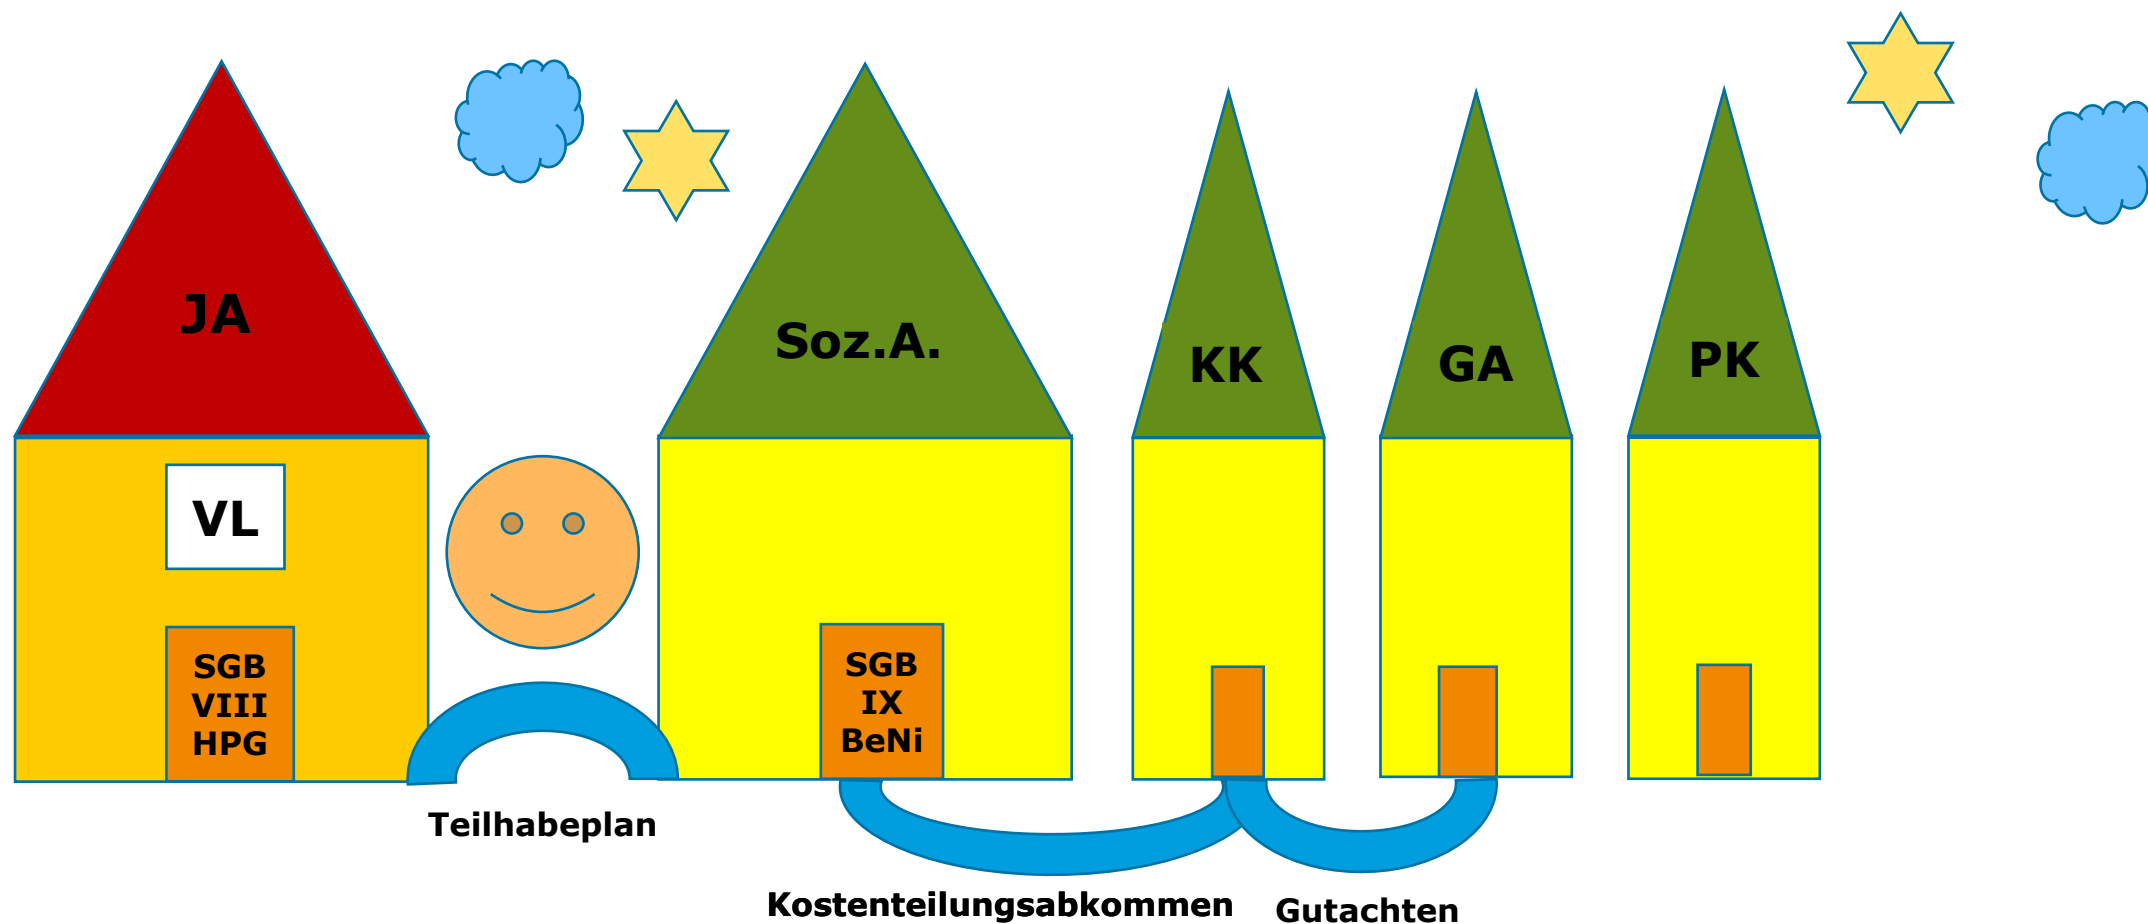 JA
Soz.A.
KK
GA
PK
VL
SGB
VIII
HPG
SGB
IX
BeNi
Teilhabeplan
Kostenteilungsabkommen
Gutachten